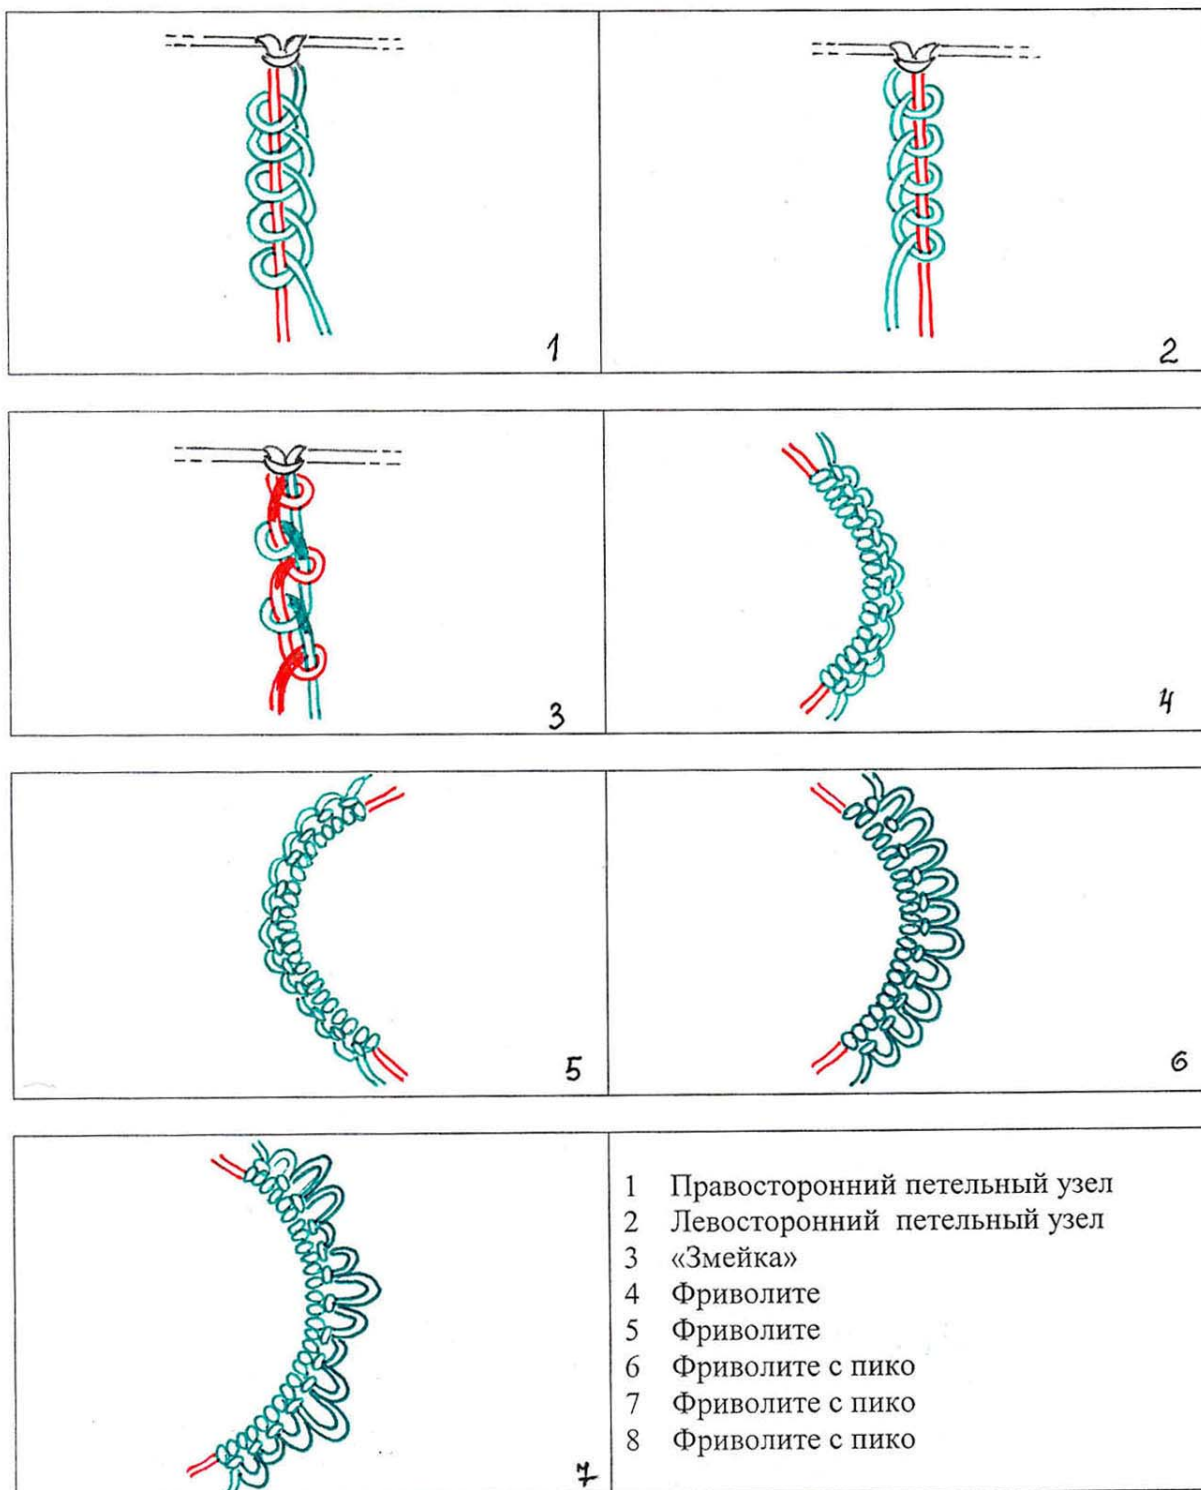 1
2
3
4
5
6
7
1 Правосторонний петельный узел
2 Левосторонний петельный узел
3 «Змейка»
4 Фриволите
5 Фриволите
6 Фриволите с пико
7 Фриволите с пико
8 Фриволите с пико